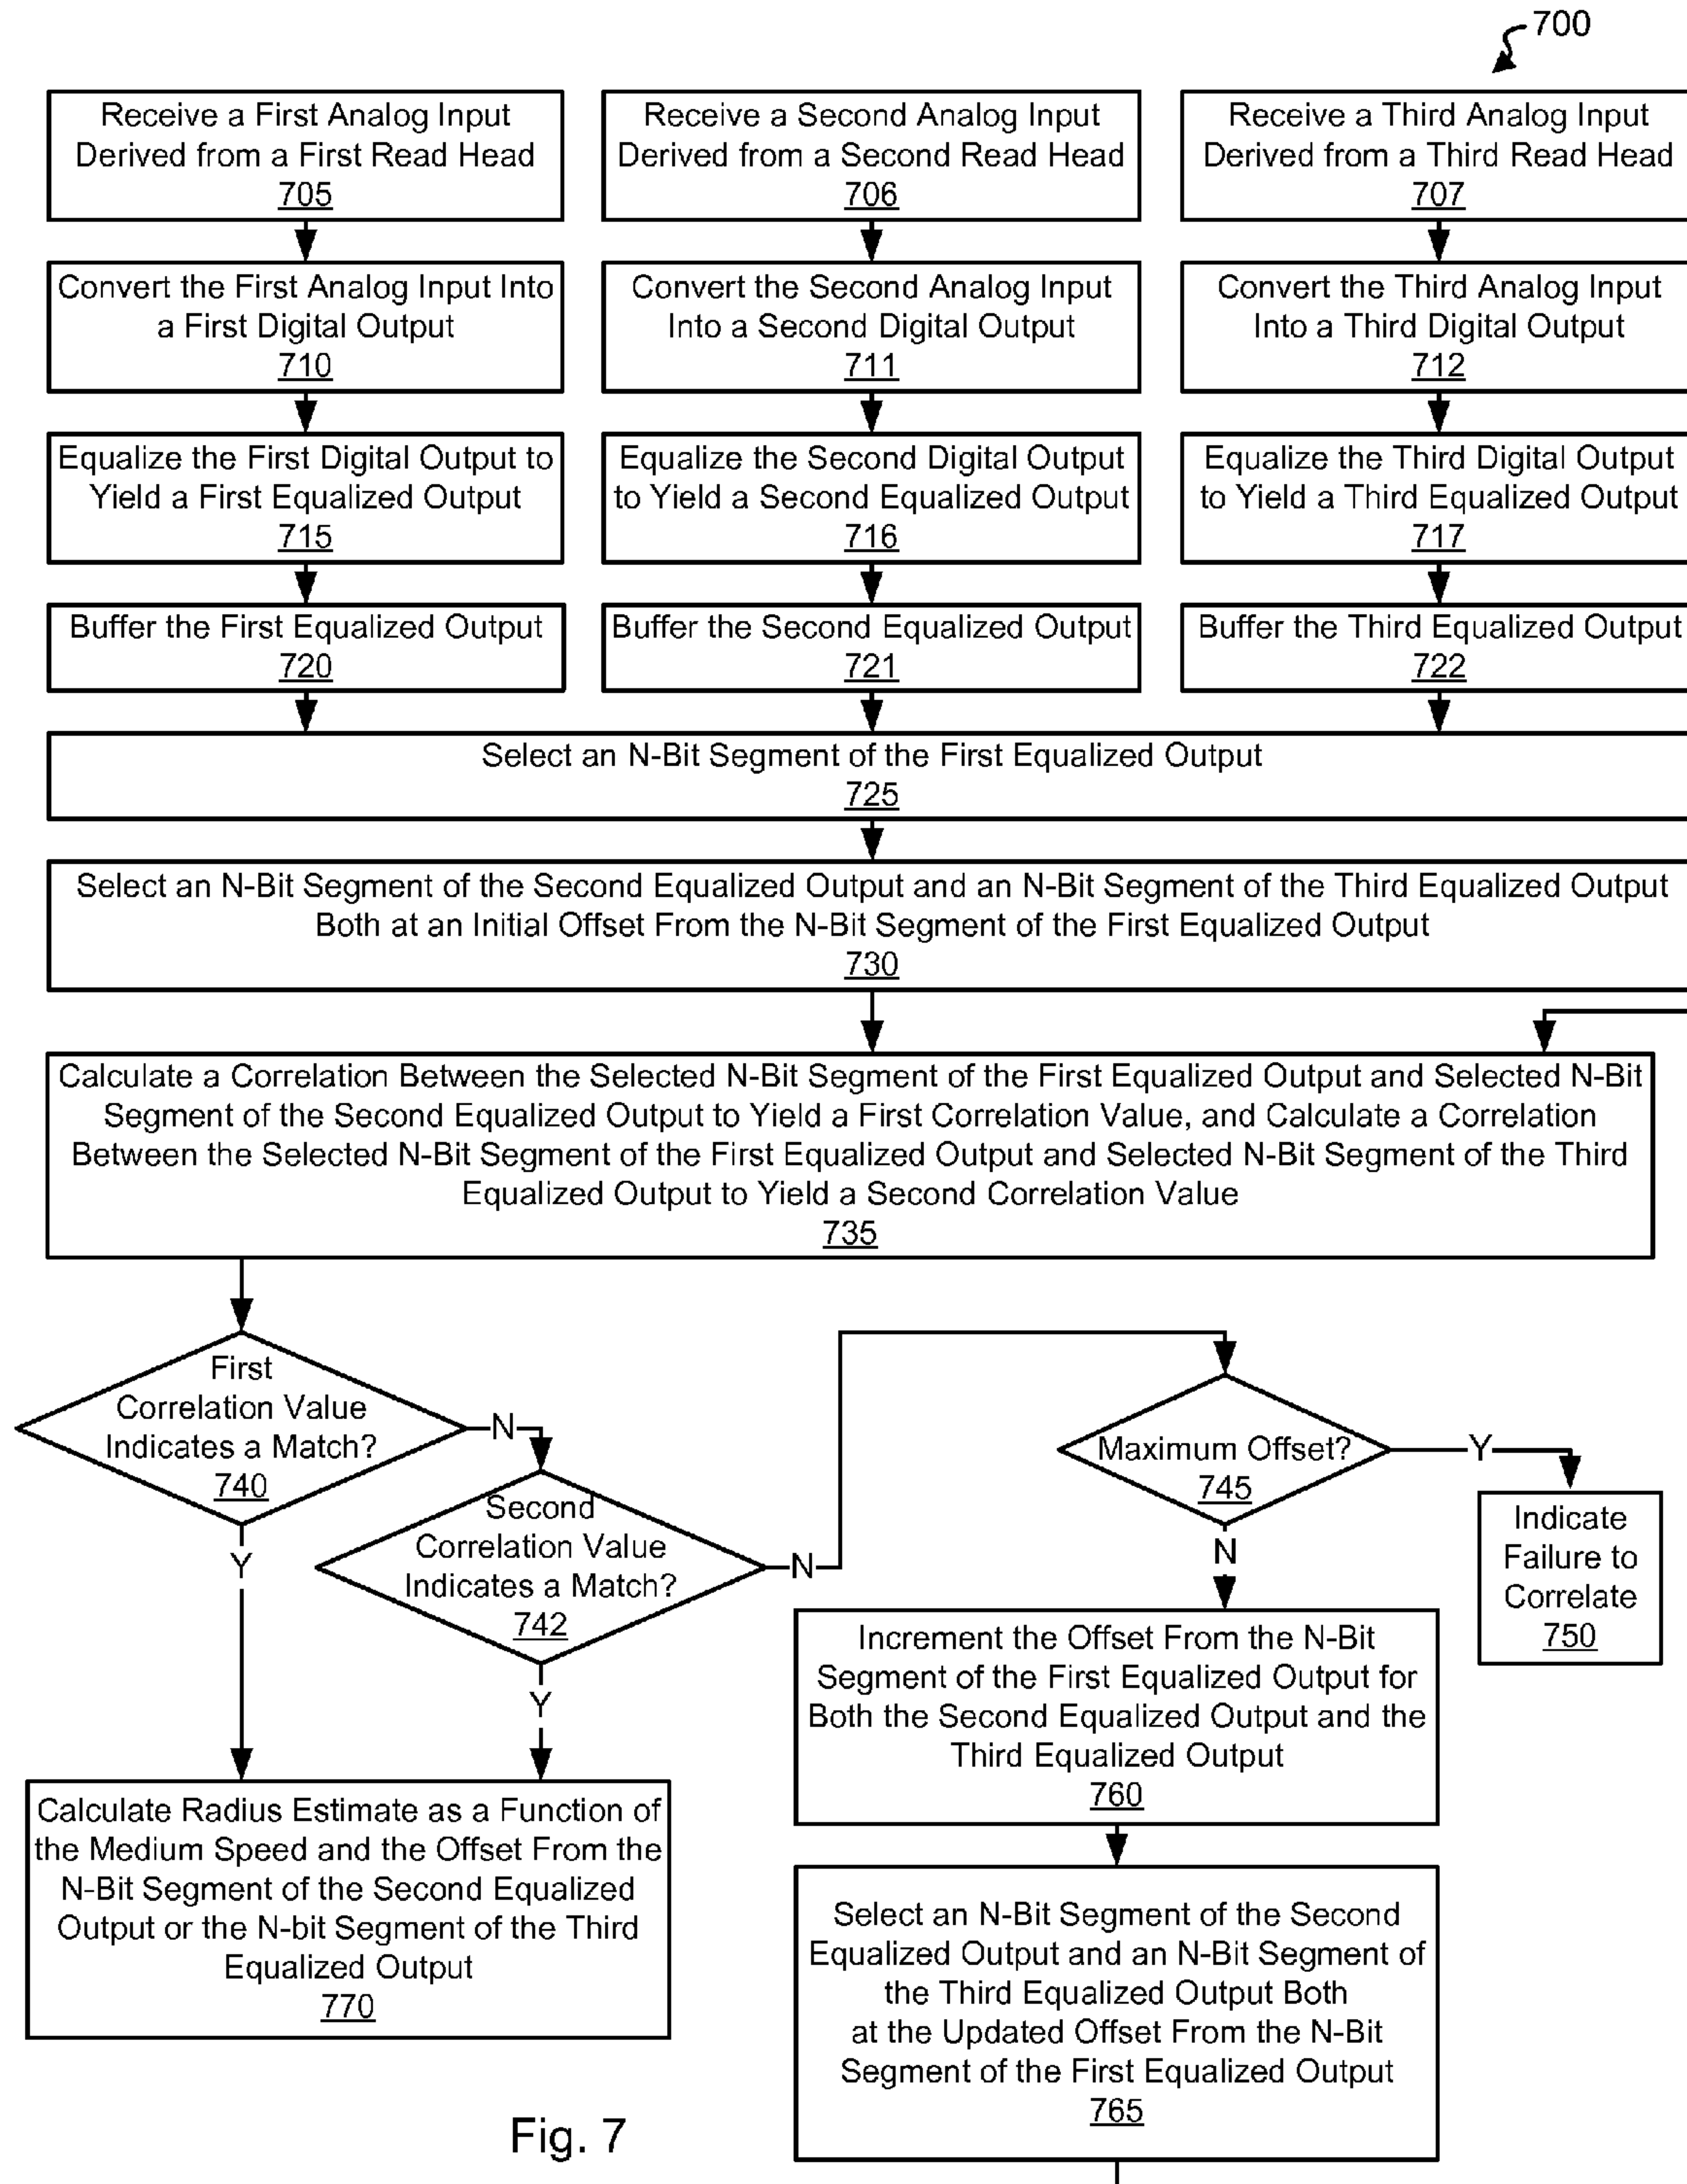 700
Receive a First Analog Input
Derived from a First Read Head
705
Receive a Second Analog Input
Derived from a Second Read Head
706
Receive a Third Analog Input
Derived from a Third Read Head
707
Convert the First Analog Input Into
a First Digital Output
710
Convert the Second Analog Input
Into a Second Digital Output
711
Convert the Third Analog Input
Into a Third Digital Output
712
Equalize the First Digital Output to
Yield a First Equalized Output
715
Equalize the Second Digital Output
to Yield a Second Equalized Output
716
Equalize the Third Digital Output
to Yield a Third Equalized Output
717
Buffer the First Equalized Output
720
Buffer the Second Equalized Output
721
Buffer the Third Equalized Output
722
Select an N-Bit Segment of the First Equalized Output
725
Select an N-Bit Segment of the Second Equalized Output and an N-Bit Segment of the Third Equalized Output
Both at an Initial Offset From the N-Bit Segment of the First Equalized Output
730
Calculate a Correlation Between the Selected N-Bit Segment of the First Equalized Output and Selected N-Bit
Segment of the Second Equalized Output to Yield a First Correlation Value, and Calculate a Correlation
Between the Selected N-Bit Segment of the First Equalized Output and Selected N-Bit Segment of the Third
Equalized Output to Yield a Second Correlation Value
735
First
Correlation Value
Indicates a Match?
740
N
Y
Second
Correlation Value
Indicates a Match?
742
N
Y
Maximum Offset?
745
Y
N
Indicate
Failure to
Correlate
750
Increment the Offset From the N-Bit
Segment of the First Equalized Output for
Both the Second Equalized Output and the
Third Equalized Output
760
Calculate Radius Estimate as a Function of
the Medium Speed and the Offset From the
N-Bit Segment of the Second Equalized
Output or the N-bit Segment of the Third
Equalized Output
770
Select an N-Bit Segment of the Second
Equalized Output and an N-Bit Segment of
the Third Equalized Output Both
at the Updated Offset From the N-Bit
Segment of the First Equalized Output
765
Fig. 7